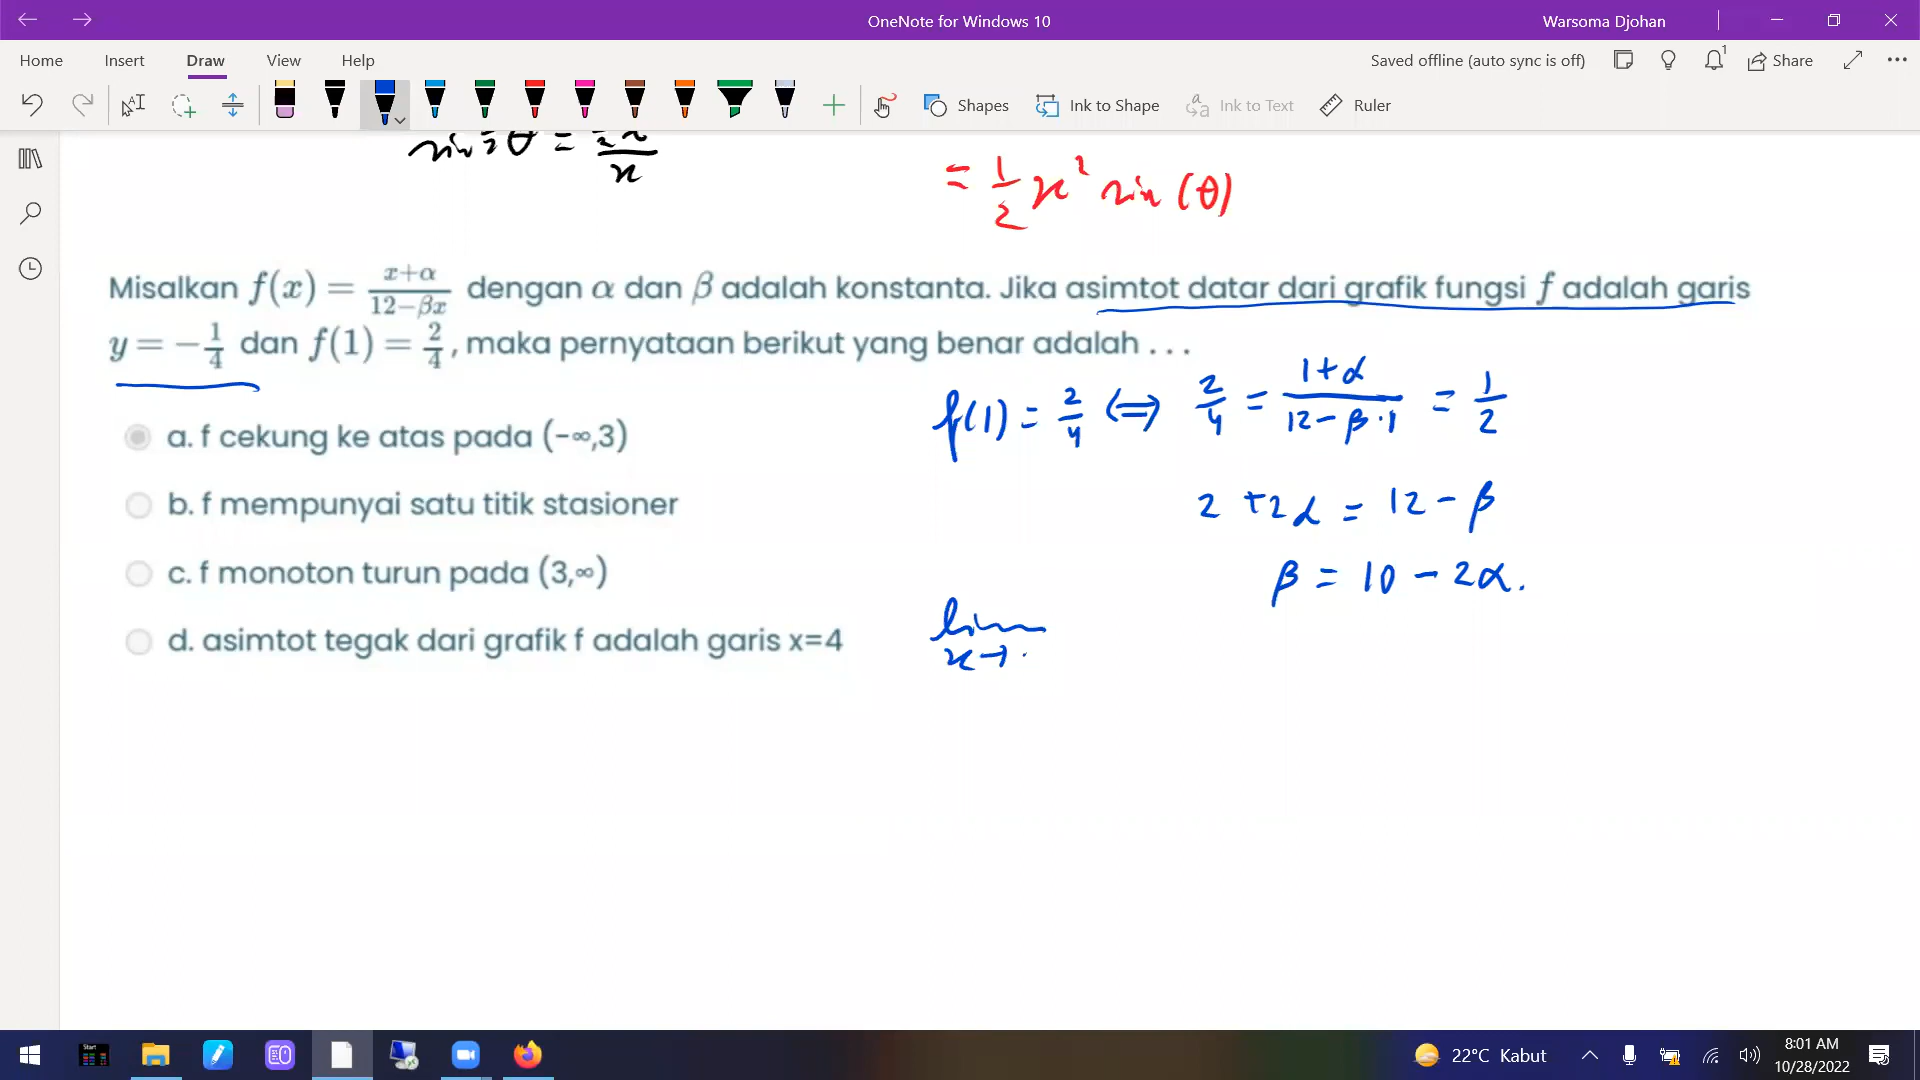 OneNote for Windows 10
Warsoma Djohan
Home Insert Draw View Help
Saved offline (auto sync is off)
1
Share
Shapes Ink to Shape Ink to Text Ruler
x
= 1/2 x² sin (θ)
Misalkan f(x) = x+α/12−βx dengan α dan β adalah konstanta. Jika asimtot datar dari grafik fungsi f adalah garis
y = −1/4 dan f(1) = 2/4, maka pernyataan berikut yang benar adalah . . .
f(1) = 2/4 ⇔ 2/4 = 1+α/12−β·1 = 1/2
a. f cekung ke atas pada (-∞,3)
b. f mempunyai satu titik stasioner
2 + 2α = 12 − β
c. f monoton turun pada (3,∞)
β = 10 − 2α.
d. asimtot tegak dari grafik f adalah garis x=4
lim
x→
Start
22°C Kabut
8:01 AM
10/28/2022